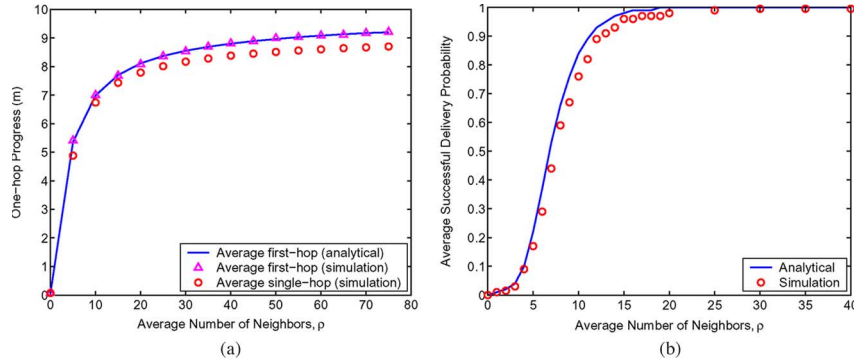 10
9
8
7
6
5
4
3
2
1
0
One-hop Progress (m)
0 10 20 30 40 50 60 70 80
Average Number of Neighbors, ρ
Average first-hop (analytical)
Average first-hop (simulation)
Average single-hop (simulation)
(a)
1
0.9
0.8
0.7
0.6
0.5
0.4
0.3
0.2
0.1
0
Average Successful Delivery Probability
0 5 10 15 20 25 30 35 40
Average Number of Neighbors, ρ
Analytical
Simulation
(b)